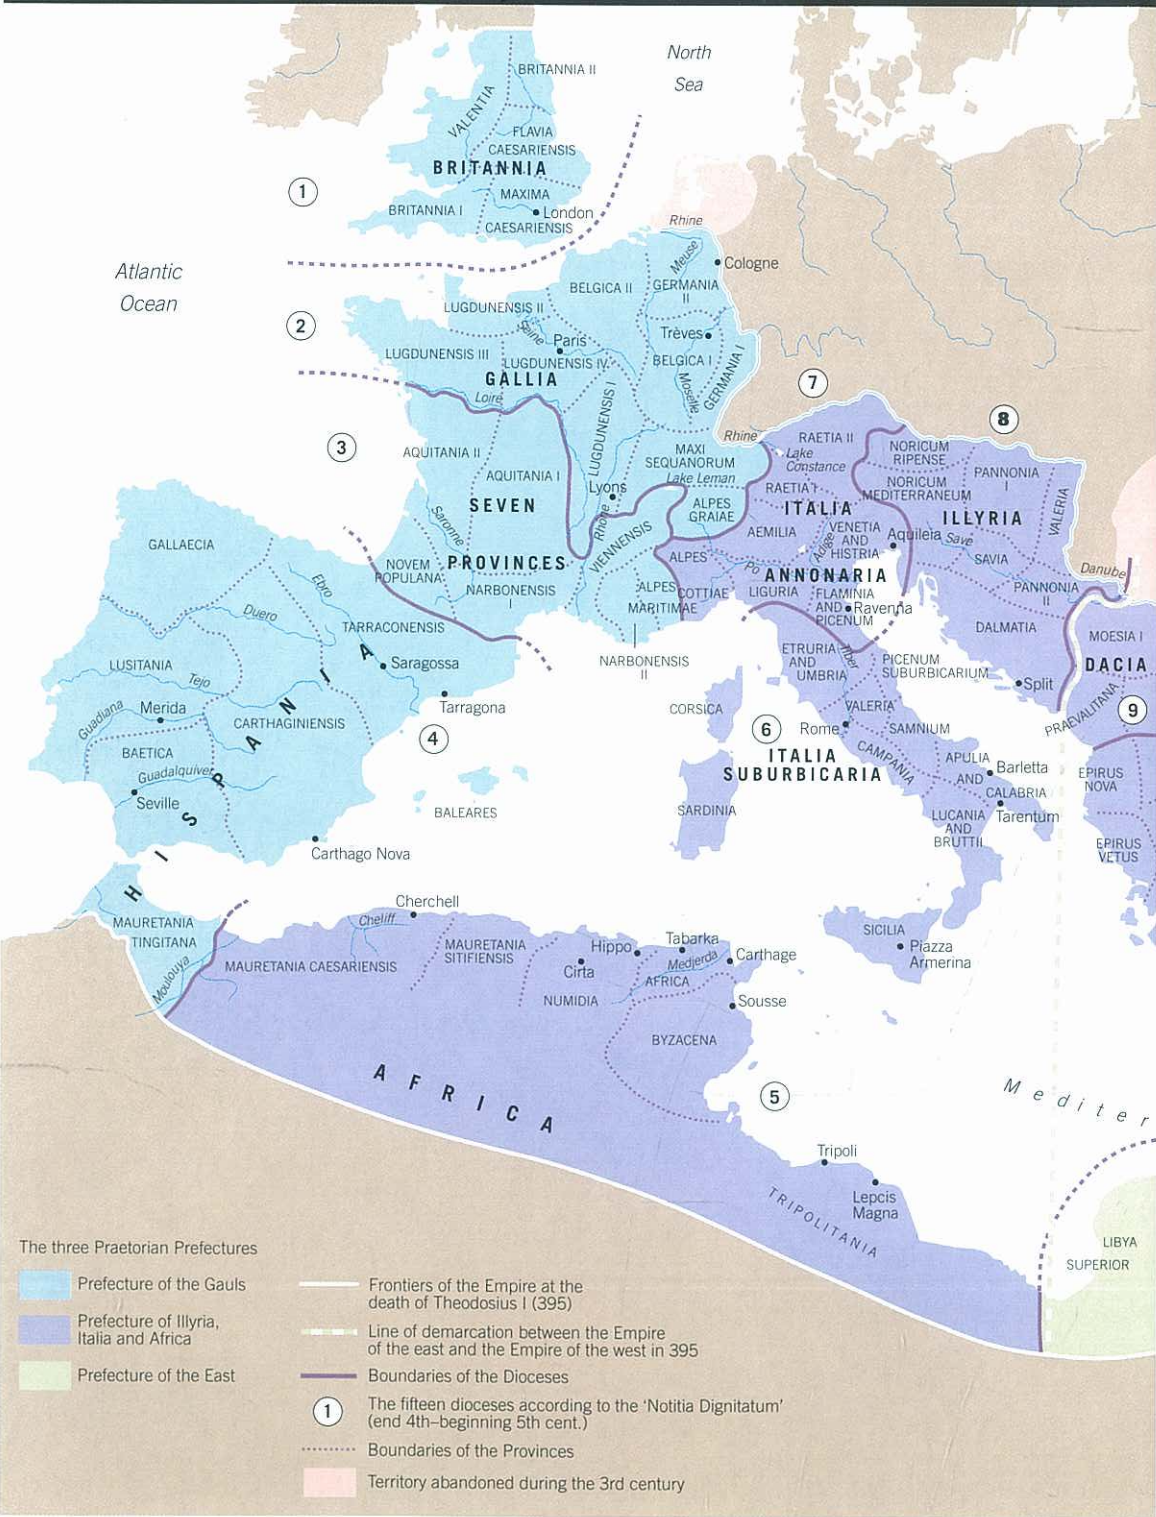 North
Sea
BRITANNIA II
VALENTIA
FLAVIA
CAESARIENSIS
BRITANNIA
1
MAXIMA
BRITANNIA I
London
CAESARIENSIS
Rhine
Atlantic
Ocean
Meuse
Cologne
BELGICA II
GERMANIA
II
LUGDUNENSIS II
2
Seine
Paris
Trèves
LUGDUNENSIS III
LUGDUNENSIS IV
BELGICA I
GERMANIA I
GALLIA
Moselle
7
Loire
LUGDUNENSIS I
8
3
Rhine
RAETIA II
NORICUM
RIPENSE
AQUITANIA II
MAXI
SEQUANORUM
Lake
Constance
PANNONIA
I
AQUITANIA I
Lake Leman
NORICUM
MEDITERRANEUM
Lyons
RAETIA I
VALERIA
SEVEN
Rhône
ALPES
GRAIAE
ITALIA
ILLYRIA
Saronne
VIENNENSIS
AEMILIA
VENETIA
AND
HISTRIA
Adige
Aquileia
Save
GALLAECIA
NOVEM
POPULANA
PROVINCES
ALPES
COTTIAE
Po
ANNONARIA
SAVIA
Danube
Ebro
NARBONENSIS
I
ALPES
MARITIMAE
LIGURIA
FLAMINIA
AND
PICENUM
Ravenna
PANNONIA
II
Duero
TARRACONENSIS
DALMATIA
MOESIA I
LUSITANIA
Saragossa
NARBONENSIS
II
ETRURIA
AND
UMBRIA
Tiber
PICENUM
SUBURBICARIUM
DACIA
Tejo
Split
Guadiana
Merida
Tarragona
CORSICA
VALERIA
PRAEVALITANA
9
CARTHAGINIENSIS
4
6
Rome
SAMNIUM
BAETICA
ITALIA
SUBURBICARIA
CAMPANIA
APULIA
AND
CALABRIA
Barletta
EPIRUS
NOVA
Guadalquiver
Seville
BALEARES
SARDINIA
LUCANIA
AND
BRUTTII
Tarentum
Carthago Nova
EPIRUS
VETUS
HISPANIA
Cherchell
MAURETANIA
TINGITANA
Cheliff
SICILIA
Piazza
Armerina
Moulouya
MAURETANIA CAESARIENSIS
MAURETANIA
SITIFIENSIS
Hippo
Tabarka
Cirta
Medjerda
Carthage
NUMIDIA
AFRICA
Sousse
BYZACENA
AFRICA
5
Mediter
Tripoli
Lepcis
Magna
TRIPOLITANIA
LIBYA
SUPERIOR
The three Praetorian Prefectures
Prefecture of the Gauls
Prefecture of Illyria,
Italia and Africa
Prefecture of the East
Frontiers of the Empire at the
death of Theodosius I (395)
Line of demarcation between the Empire
of the east and the Empire of the west in 395
Boundaries of the Dioceses
1
The fifteen dioceses according to the 'Notitia Dignitatum'
(end 4th–beginning 5th cent.)
Boundaries of the Provinces
Territory abandoned during the 3rd century